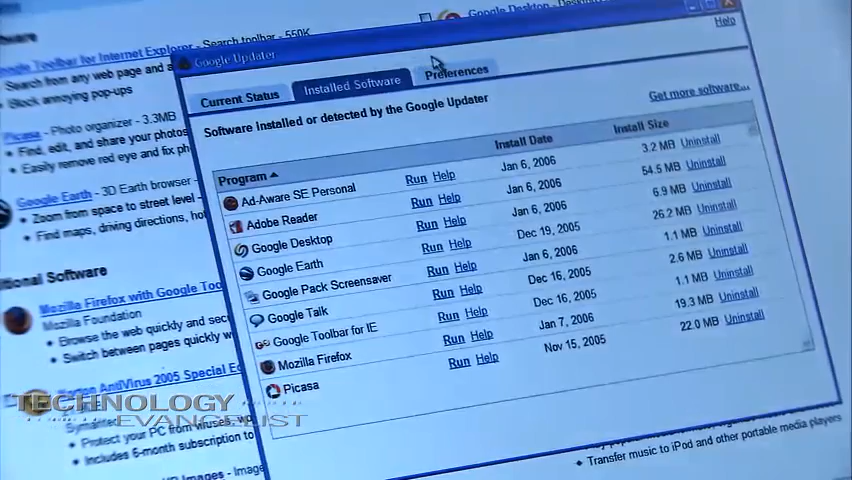 Google Toolbar for Internet Explorer - Search toolbar - 550K
Search from any web page and a
Block annoying pop-ups
Picasa - Photo organizer - 3.3MB
Find, edit, and share your photos
Easily remove red eye and fix ph
Google Earth - 3D Earth browser -
Zoom from space to street level -
Find maps, driving directions, hot
Mozilla Firefox with Google Too
Mozilla Foundation
Browse the web quickly and sec
Switch between pages quickly w
Norton AntiVirus 2005 Special E
Symantec
Protect your PC from viruses
Includes 6-month subscription to
Images - Image
Google Desktop
Google Updater
Help
Current Status
Installed Software
Preferences
Software Installed or detected by the Google Updater
Get more software...
Program Install Date Install Size
Ad-Aware SE Personal Run Help Jan 6, 2006 3.2 MB Uninstall
Adobe Reader Run Help Jan 6, 2006 54.5 MB Uninstall
Google Desktop Run Help Jan 6, 2006 6.9 MB Uninstall
Google Earth Run Help Dec 19, 2005 26.2 MB Uninstall
Google Pack Screensaver Run Help Jan 6, 2006 1.1 MB Uninstall
Google Talk Run Help Dec 16, 2005 2.6 MB Uninstall
Google Toolbar for IE Run Help Dec 16, 2005 1.1 MB Uninstall
Mozilla Firefox Run Help Jan 7, 2006 19.3 MB Uninstall
Picasa Run Help Nov 15, 2005 22.0 MB Uninstall
Transfer music to iPod and other portable media players
TECHNOLOGY
EVANGELIST